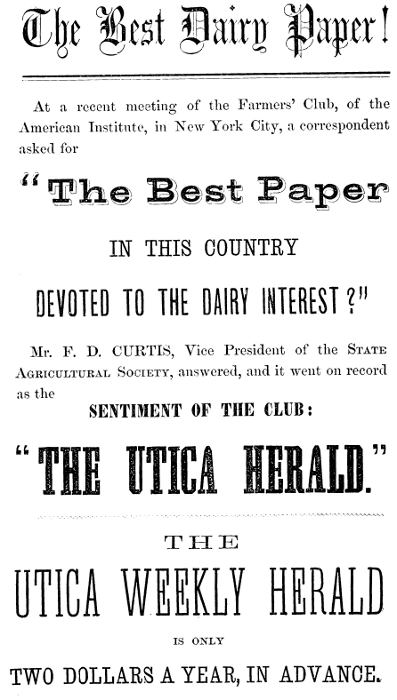 The Best Dairy Paper!
At a recent meeting of the Farmers' Club, of the
American Institute, in New York City, a correspondent
asked for
"The Best Paper
IN THIS COUNTRY
DEVOTED TO THE DAIRY INTEREST?"
Mr. F. D. CURTIS, Vice President of the STATE
AGRICULTURAL SOCIETY, answered, and it went on record
as the
SENTIMENT OF THE CLUB:
"THE UTICA HERALD."
THE
UTICA WEEKLY HERALD
IS ONLY
TWO DOLLARS A YEAR, IN ADVANCE.